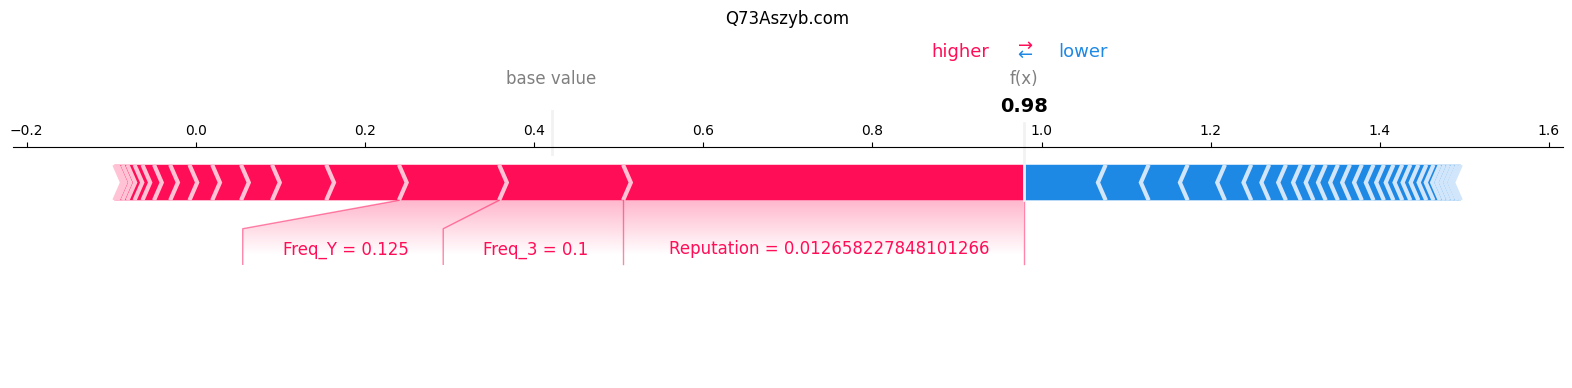 Q73Aszyb.com
higher ⇄ lower
base value f(x)
0.98
−0.2 0.0 0.2 0.4 0.6 0.8 1.0 1.2 1.4 1.6
Freq_Y = 0.125 Freq_3 = 0.1 Reputation = 0.012658227848101266